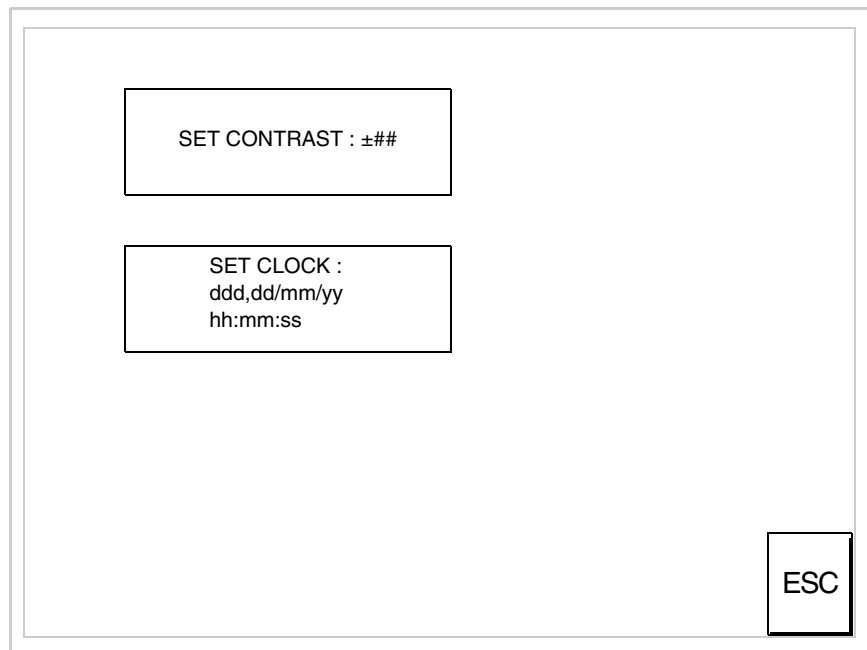 SET CONTRAST : ±##
SET CLOCK :
ddd,dd/mm/yy
hh:mm:ss
ESC